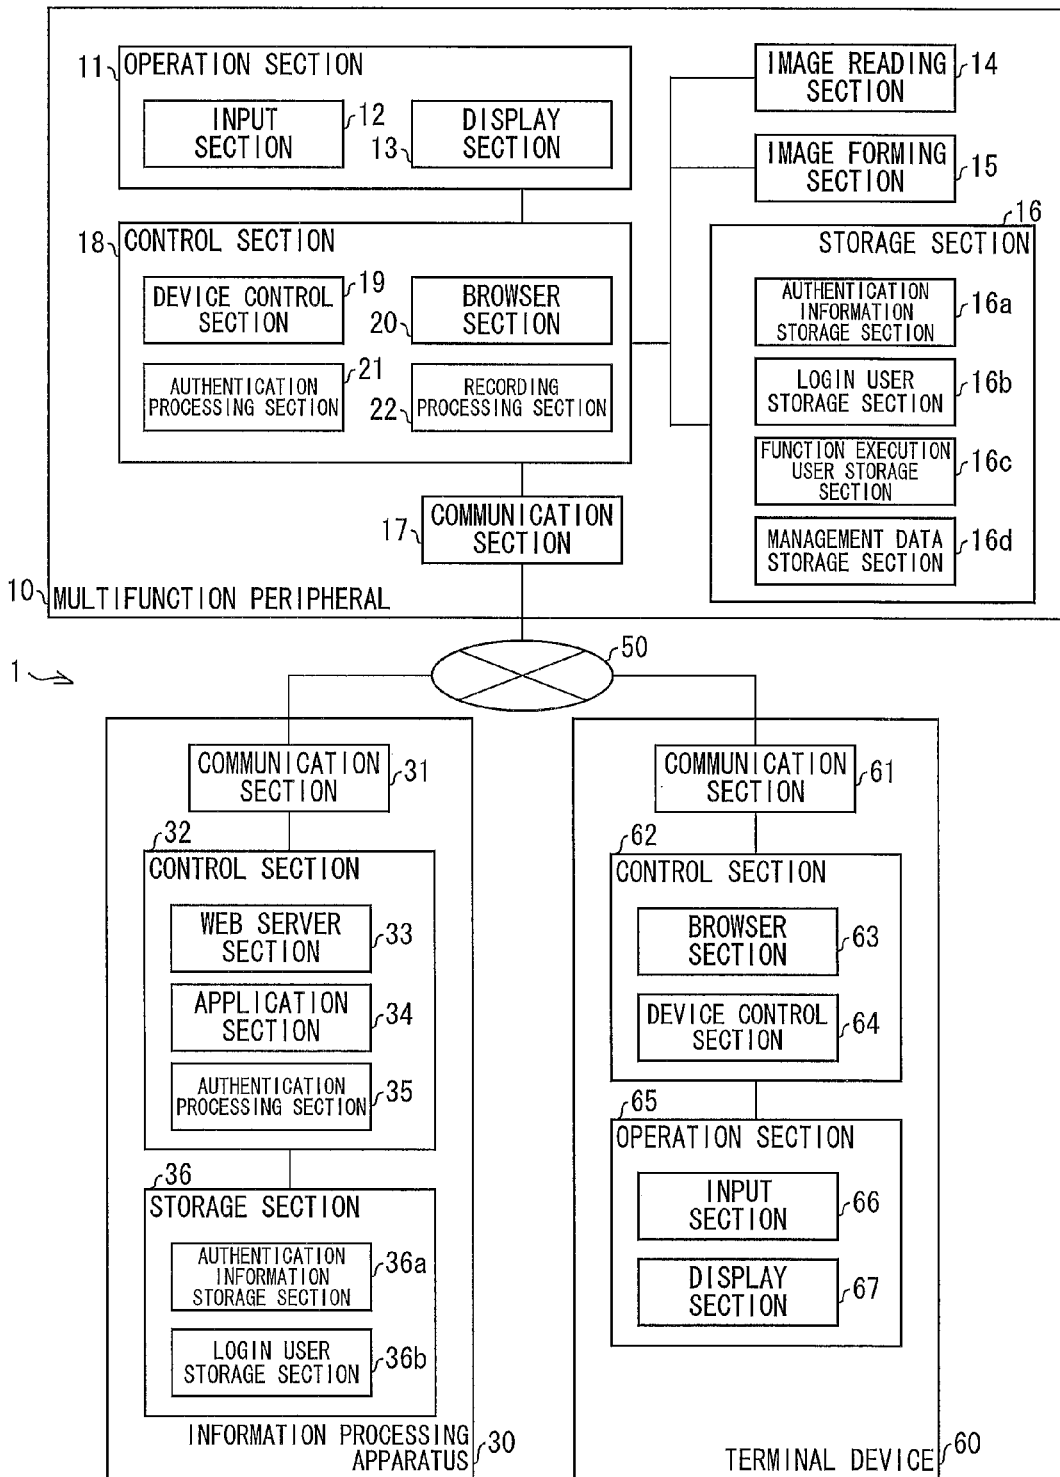 11
OPERATION SECTION
INPUT
SECTION
12
13
DISPLAY
SECTION
IMAGE READING
SECTION
14
IMAGE FORMING
SECTION
15
18
CONTROL SECTION
DEVICE CONTROL
SECTION
19
20
BROWSER
SECTION
AUTHENTICATION
PROCESSING SECTION
21
22
RECORDING
PROCESSING SECTION
16
STORAGE SECTION
AUTHENTICATION
INFORMATION
STORAGE SECTION
16a
LOGIN USER
STORAGE SECTION
16b
FUNCTION EXECUTION
USER STORAGE
SECTION
16c
MANAGEMENT DATA
STORAGE SECTION
16d
17
COMMUNICATION
SECTION
10
MULTIFUNCTION PERIPHERAL
50
1
COMMUNICATION
SECTION
31
32
CONTROL SECTION
WEB SERVER
SECTION
33
APPLICATION
SECTION
34
AUTHENTICATION
PROCESSING SECTION
35
36
STORAGE SECTION
AUTHENTICATION
INFORMATION
STORAGE SECTION
36a
LOGIN USER
STORAGE SECTION
36b
INFORMATION PROCESSING
APPARATUS
30
COMMUNICATION
SECTION
61
62
CONTROL SECTION
BROWSER
SECTION
63
DEVICE CONTROL
SECTION
64
65
OPERATION SECTION
INPUT
SECTION
66
DISPLAY
SECTION
67
TERMINAL DEVICE
60